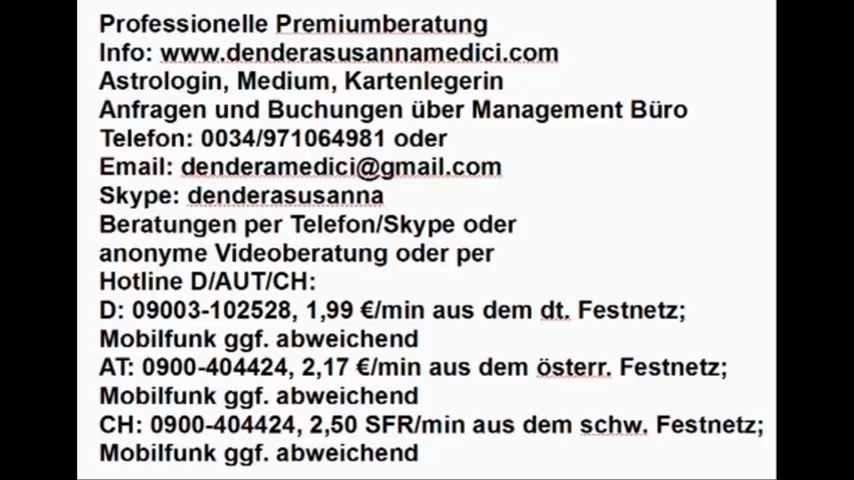 Professionelle Premiumberatung
Info: www.denderasusannamedici.com
Astrologin, Medium, Kartenlegerin
Anfragen und Buchungen über Management Büro
Telefon: 0034/971064981 oder
Email: denderamedici@gmail.com
Skype: denderasusanna
Beratungen per Telefon/Skype oder
anonyme Videoberatung oder per
Hotline D/AUT/CH:
D: 09003-102528, 1,99 €/min aus dem dt. Festnetz;
Mobilfunk ggf. abweichend
AT: 0900-404424, 2,17 €/min aus dem österr. Festnetz;
Mobilfunk ggf. abweichend
CH: 0900-404424, 2,50 SFR/min aus dem schw. Festnetz;
Mobilfunk ggf. abweichend